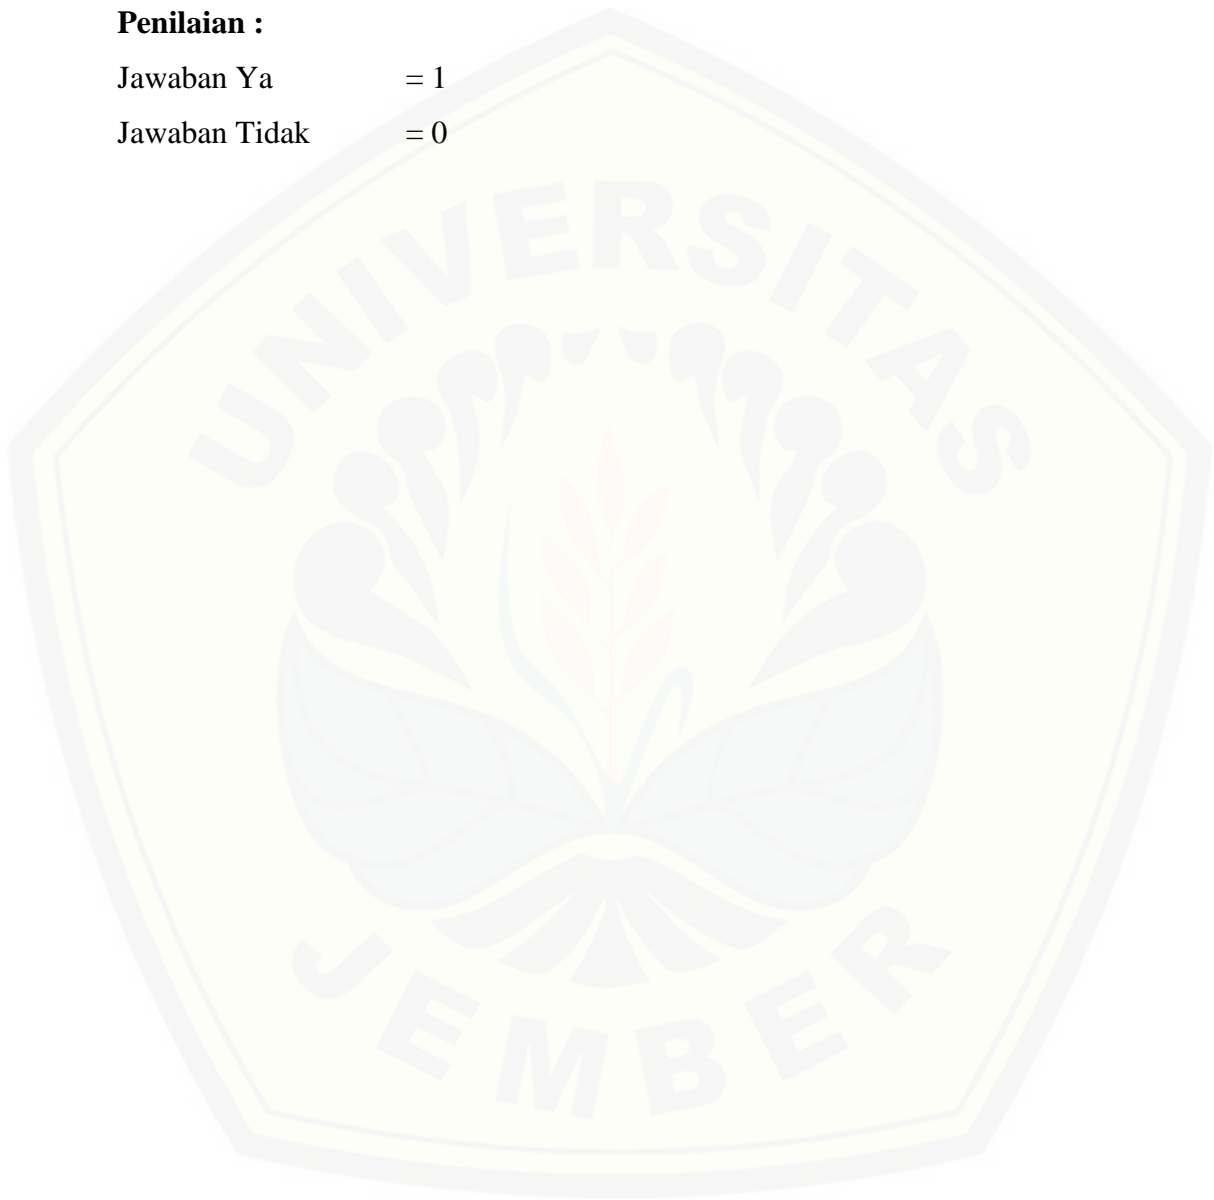 Penilaian :
Jawaban Ya = 1
Jawaban Tidak = 0
UNIVERSITAS
JEMBER